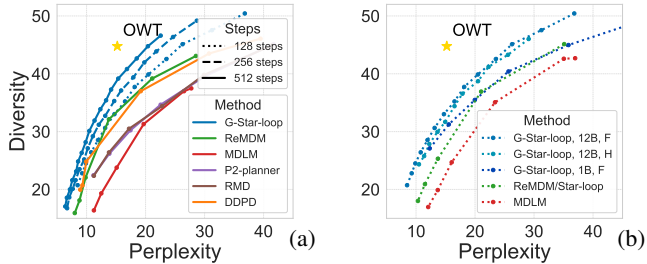 50
40
30
20
Diversity
10
20
30
40
Perplexity
OWT
Steps
128 steps
256 steps
512 steps
Method
G-Star-loop
ReMDM
MDLM
P2-planner
RMD
DDPD
(a)
50
40
30
20
10
20
30
40
Perplexity
OWT
Method
G-Star-loop, 12B, F
G-Star-loop, 12B, H
G-Star-loop, 1B, F
ReMDM/Star-loop
MDLM
(b)